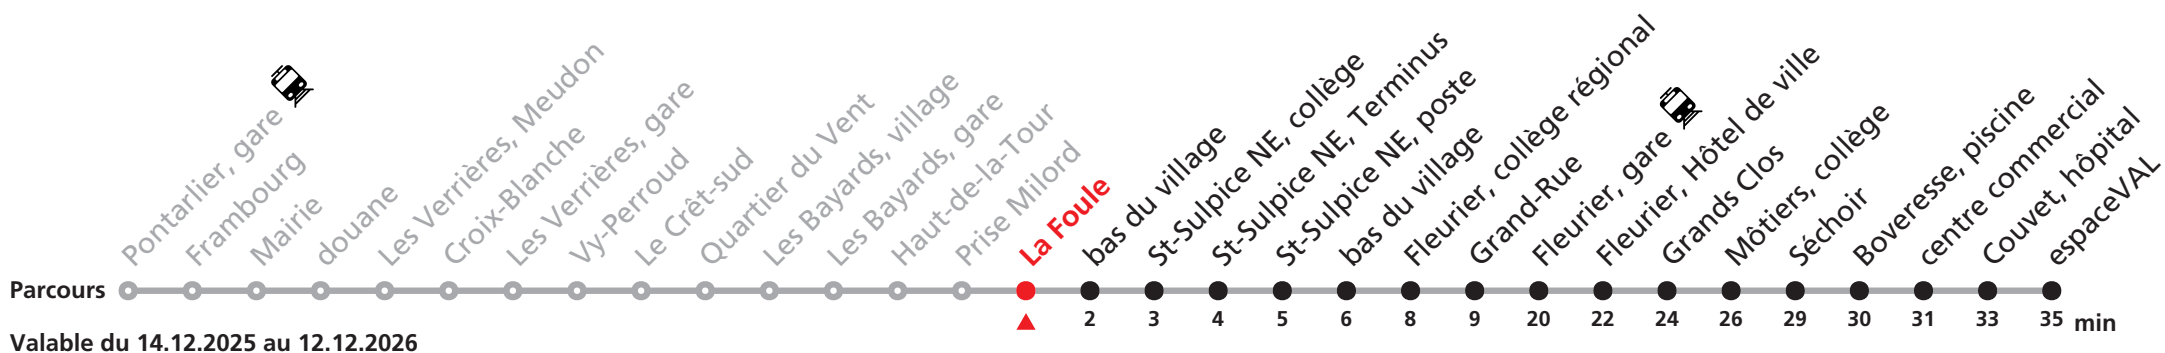 Pontarlier, gare
Frambourg
Mairie
douane
Les Verrières, Meudon
Croix-Blanche
Les Verrières, gare
Vy-Perroud
Le Crêt-sud
Quartier du Vent
Les Bayards, village
Les Bayards, gare
Haut-de-la-Tour
Prise Milord
La Foule
bas du village
St-Sulpice NE, collège
St-Sulpice NE, Terminus
St-Sulpice NE, poste
bas du village
Fleurier, collège régional
Grand-Rue
Fleurier, gare
Fleurier, Hôtel de ville
Grands Clos
Môtiers, collège
Séchoir
Boveresse, piscine
centre commercial
Couvet, hôpital
espaceVAL
Parcours
2 3 4 5 6 8 9 20 22 24 26 29 30 31 33 35 min
Valable du 14.12.2025 au 12.12.2026